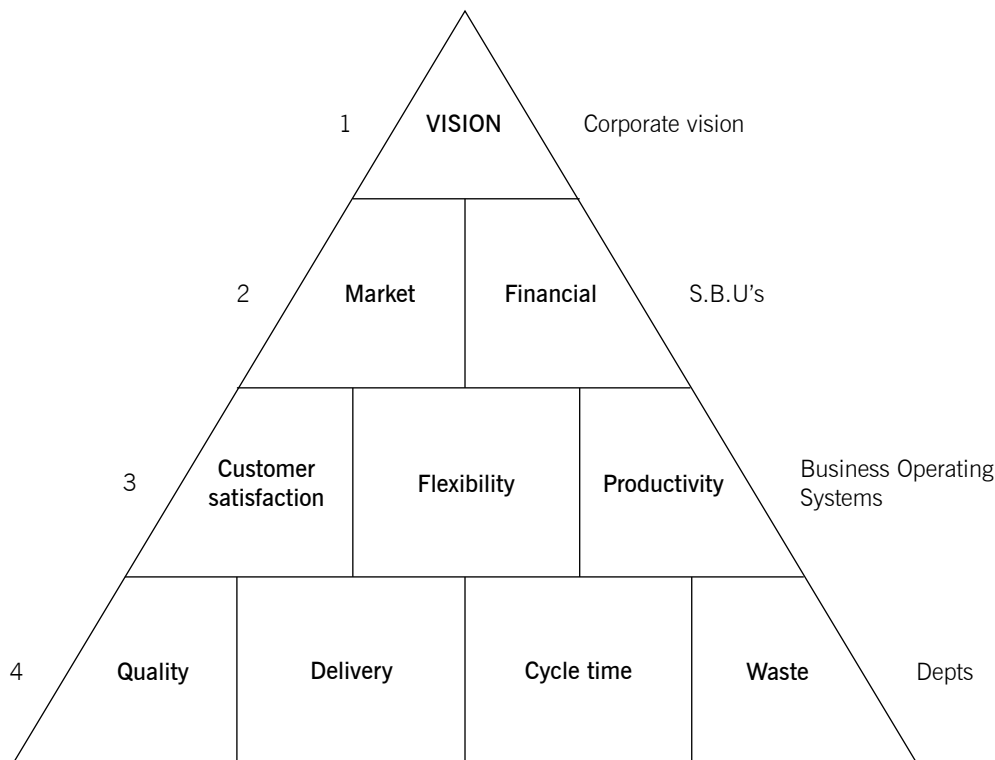 1 VISION Corporate vision
2 Market Financial S.B.U’s
3 Customer satisfaction Flexibility Productivity Business Operating Systems
4 Quality Delivery Cycle time Waste Depts